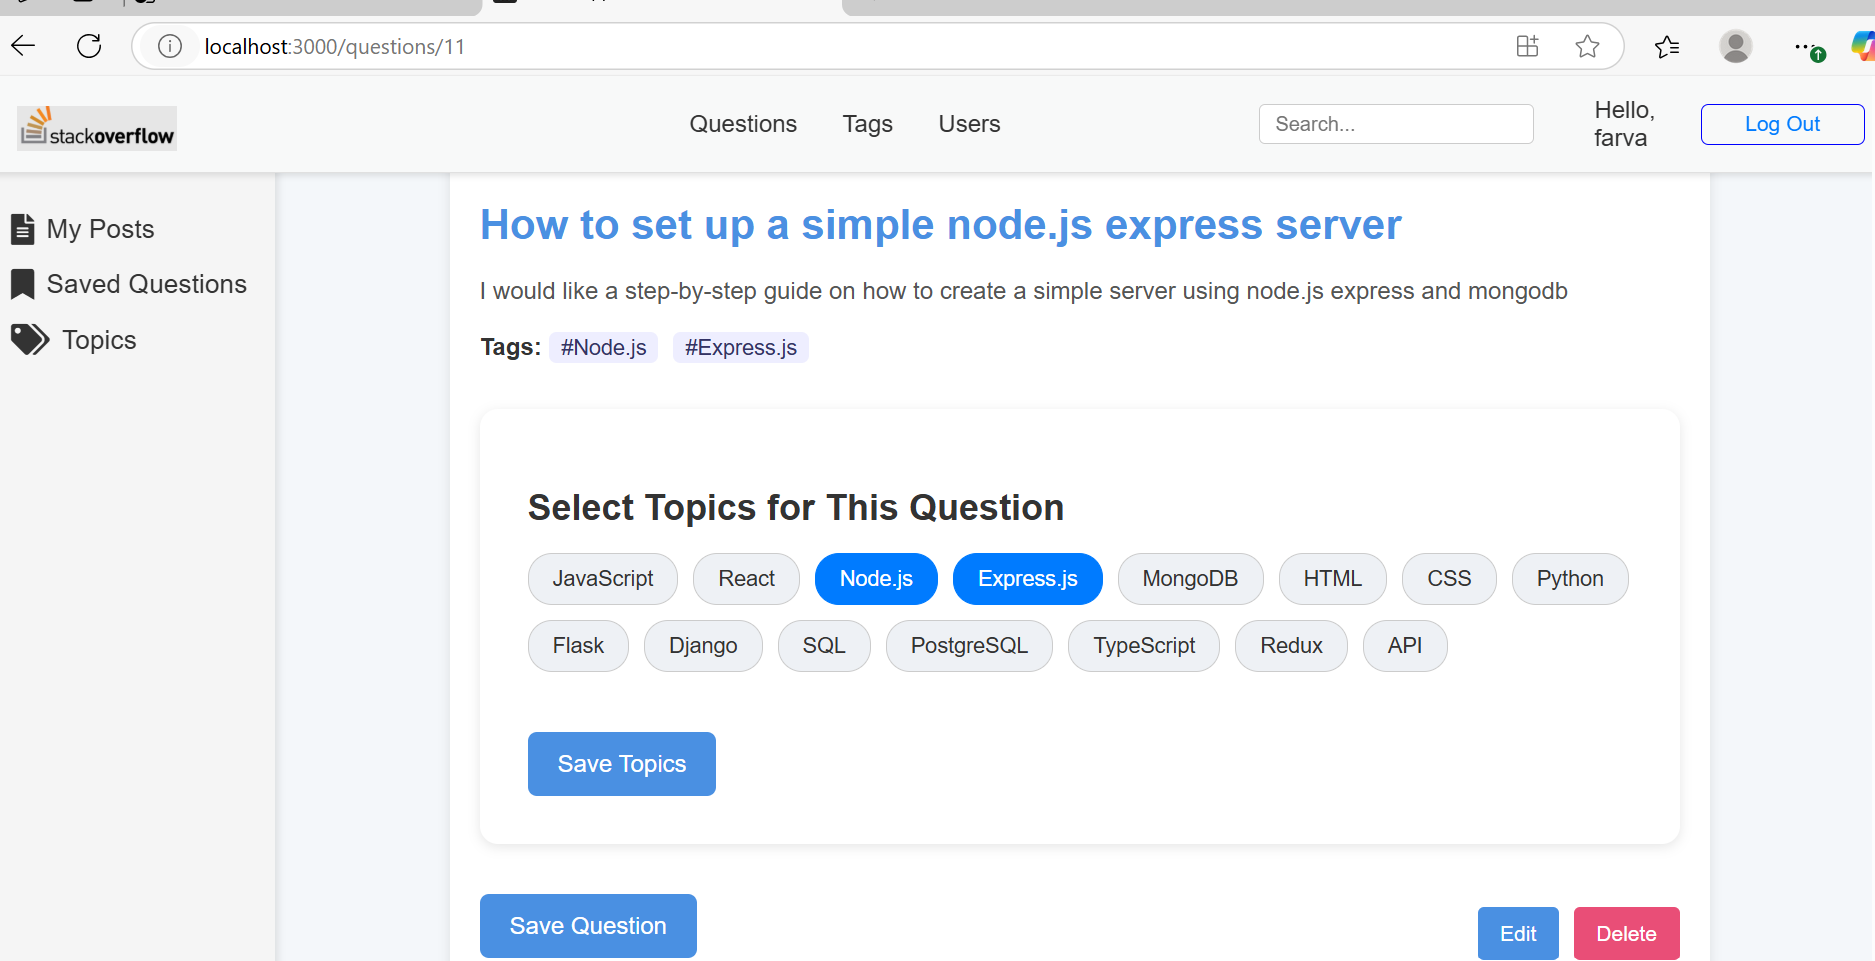 localhost:3000/questions/11
stackoverflow
Questions Tags Users
Search...
Hello,
farva
Log Out
My Posts
Saved Questions
Topics
How to set up a simple node.js express server
I would like a step-by-step guide on how to create a simple server using node.js express and mongodb
Tags: #Node.js #Express.js
Select Topics for This Question
JavaScript React Node.js Express.js MongoDB HTML CSS Python
Flask Django SQL PostgreSQL TypeScript Redux API
Save Topics
Save Question
Edit Delete